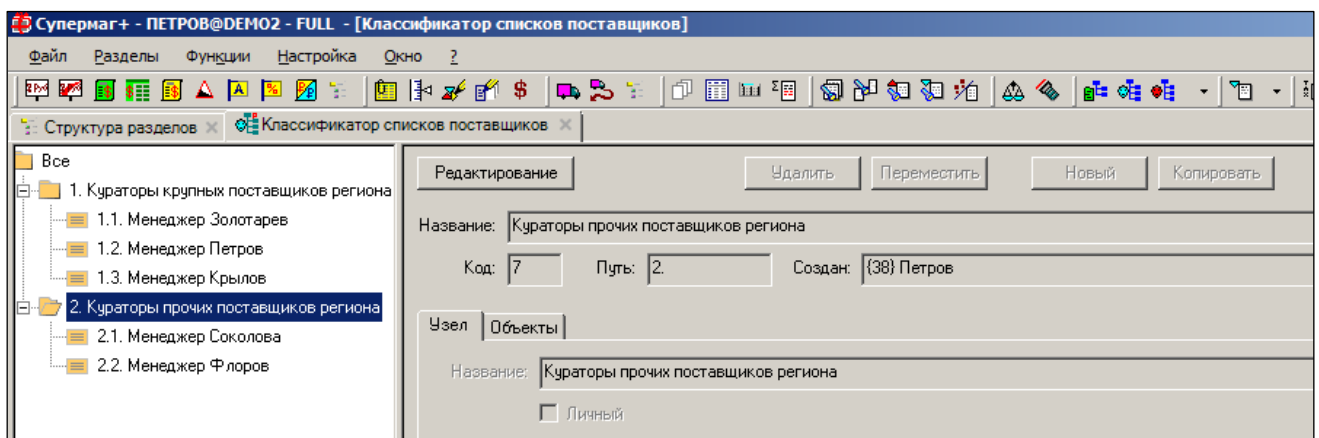 Супермаг+ - ПЕТРОВ@DEMO2 - FULL - [Классификатор списков поставщиков]
Файл Разделы Функции Настройка Окно ?
Структура разделов Классификатор списков поставщиков
Все
1. Кураторы крупных поставщиков региона
1.1. Менеджер Золотарев
1.2. Менеджер Петров
1.3. Менеджер Крылов
2. Кураторы прочих поставщиков региона
2.1. Менеджер Соколова
2.2. Менеджер Флоров
Редактирование Удалить Переместить Новый Копировать
Название: Кураторы прочих поставщиков региона
Код: 7 Путь: 2. Создан: {38} Петров
Узел Объекты
Название: Кураторы прочих поставщиков региона
Личный